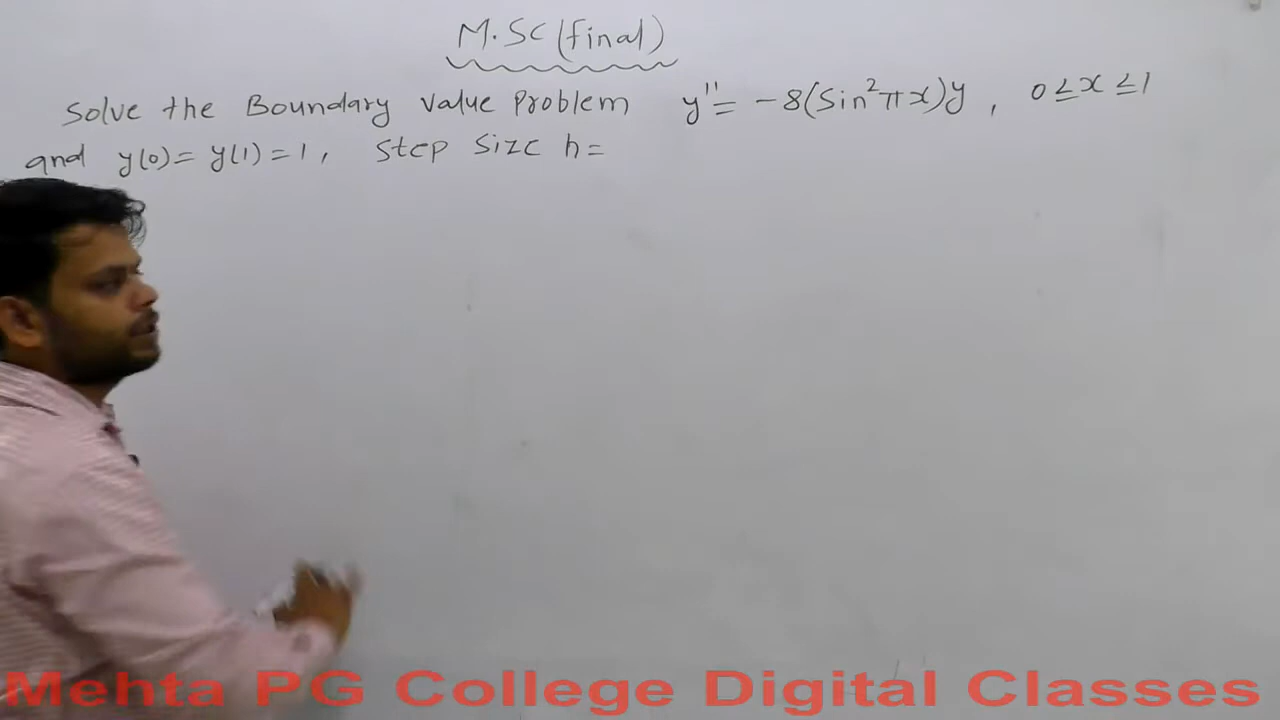 M.SC (final)
Solve the Boundary value Problem y'' = -8(Sin²πx)y , 0≤x≤1
and y(0)= y(1)=1, Step Size h=
Mehta PG College Digital Classes